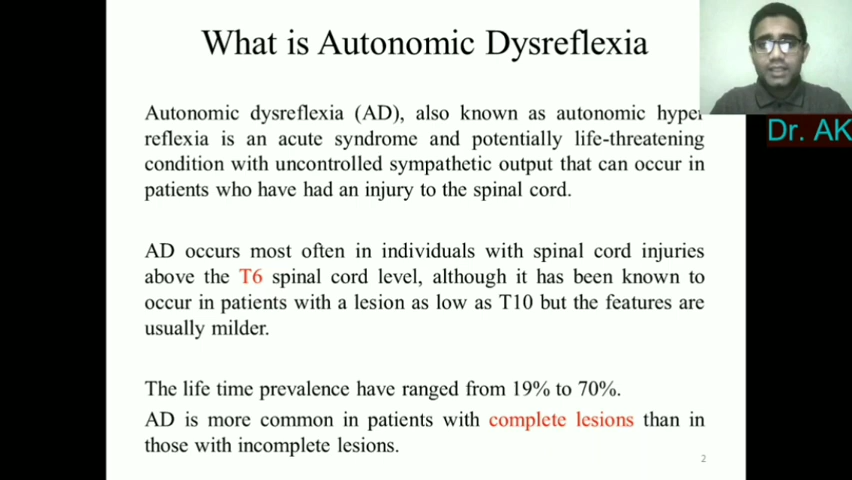 What is Autonomic Dysreflexia
Autonomic dysreflexia (AD), also known as autonomic hyper
reflexia is an acute syndrome and potentially life-threatening
condition with uncontrolled sympathetic output that can occur in
patients who have had an injury to the spinal cord.
Dr. AK
AD occurs most often in individuals with spinal cord injuries
above the T6 spinal cord level, although it has been known to
occur in patients with a lesion as low as T10 but the features are
usually milder.
The life time prevalence have ranged from 19% to 70%.
AD is more common in patients with complete lesions than in
those with incomplete lesions.
2